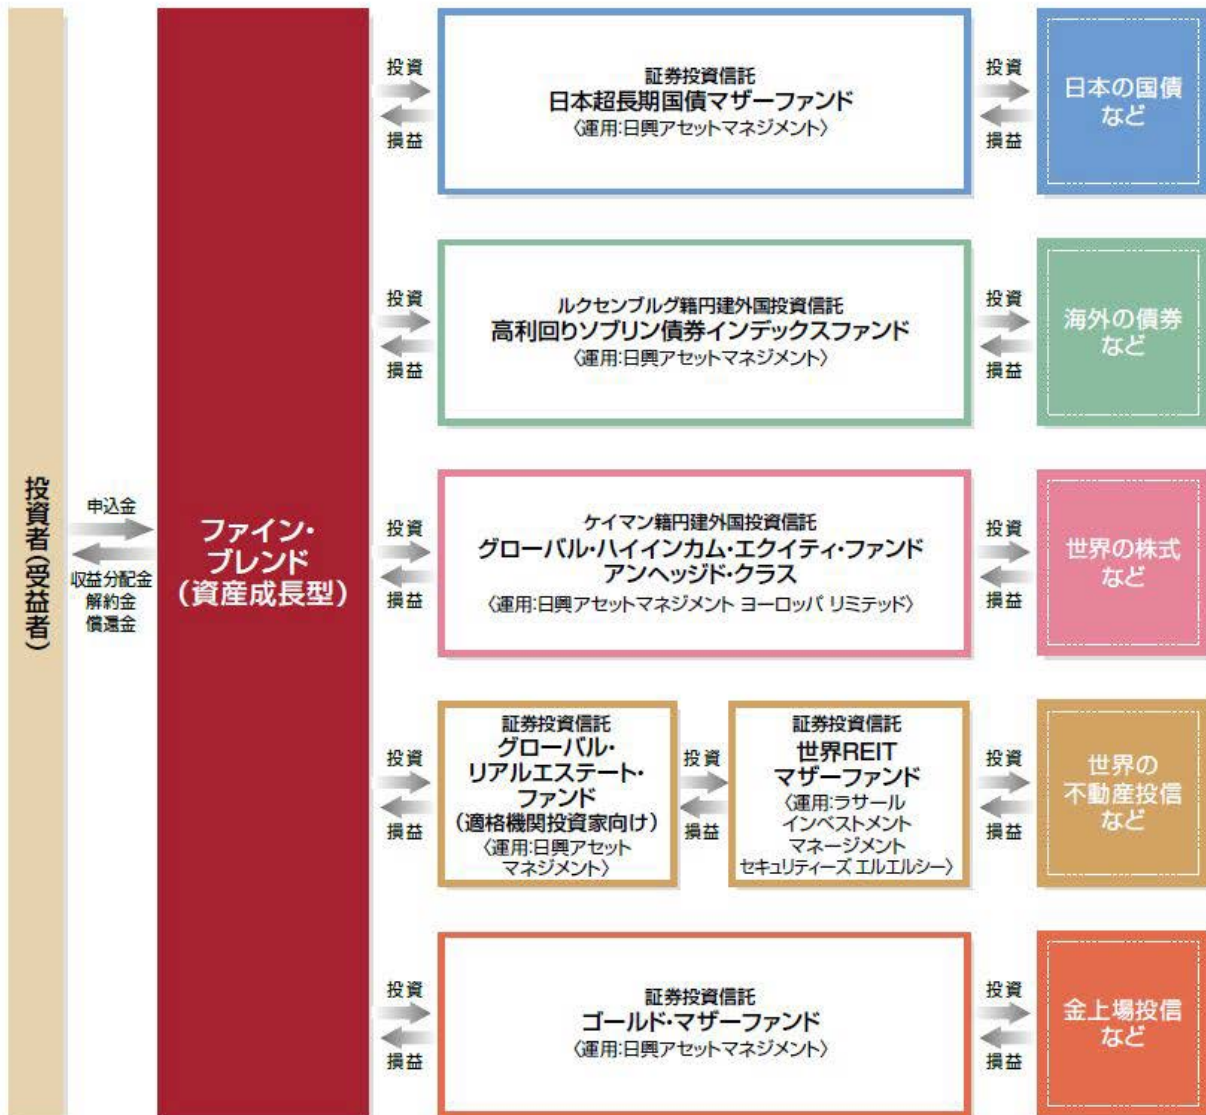 投資者(受益者)
申込金
収益分配金
解約金
償還金
ファイン・
ブレンド
(資産成長型)
投資
損益
証券投資信託
日本超長期国債マザーファンド
〈運用:日興アセットマネジメント〉
投資
損益
日本の国債
など
投資
損益
ルクセンブルグ籍円建外国投資信託
高利回りソブリン債券インデックスファンド
〈運用:日興アセットマネジメント〉
投資
損益
海外の債券
など
投資
損益
ケイマン籍円建外国投資信託
グローバル・ハイインカム・エクイティ・ファンド
アンヘッジド・クラス
〈運用:日興アセットマネジメント ヨーロッパ リミテッド〉
投資
損益
世界の株式
など
投資
損益
証券投資信託
グローバル・
リアルエステート・
ファンド
(適格機関投資家向け)
〈運用:日興アセット
マネジメント〉
投資
損益
証券投資信託
世界REIT
マザーファンド
〈運用:ラサール
インベストメント
マネージメント
セキュリティーズ エルエルシー〉
投資
損益
世界の
不動産投信
など
投資
損益
証券投資信託
ゴールド・マザーファンド
〈運用:日興アセットマネジメント〉
投資
損益
金上場投信
など